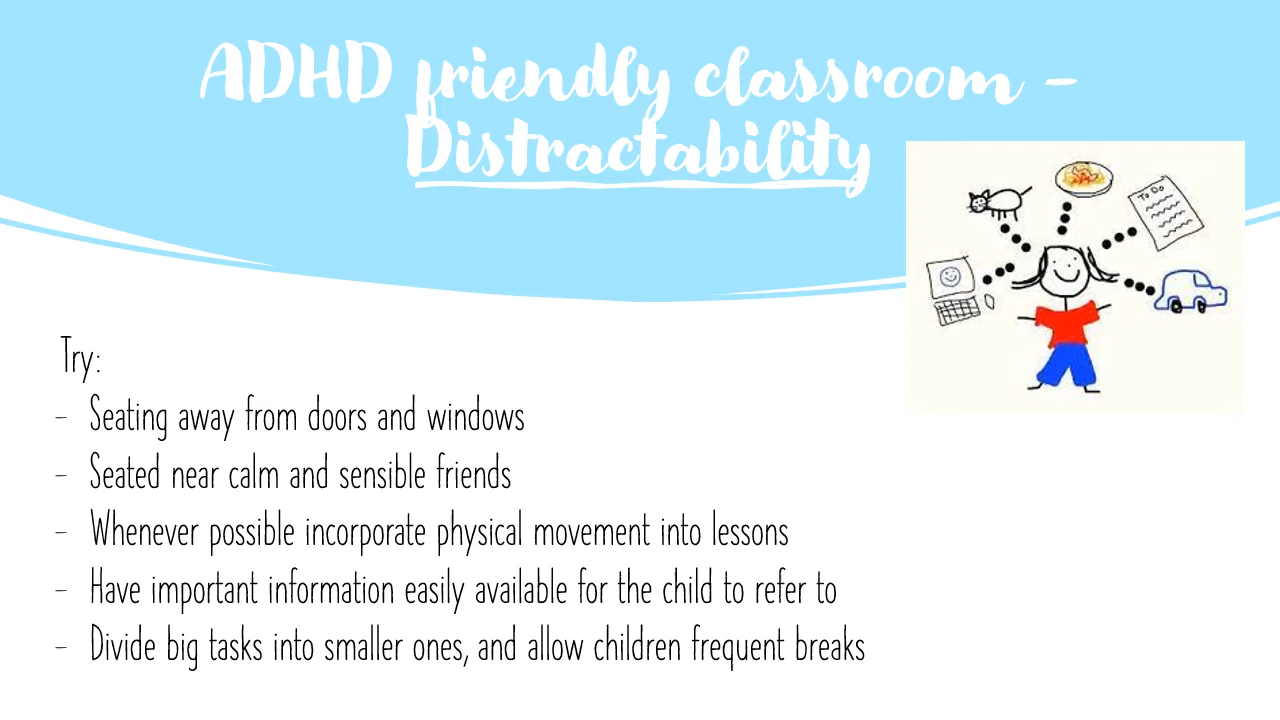 ADHD friendly classroom -
Distractability
To Do
Try:
- Seating away from doors and windows
- Seated near calm and sensible friends
- Whenever possible incorporate physical movement into lessons
- Have important information easily available for the child to refer to
- Divide big tasks into smaller ones, and allow children frequent breaks